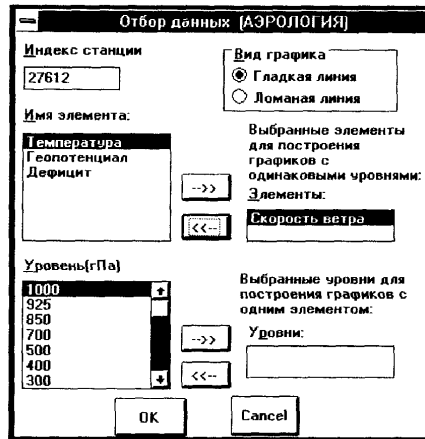 Отбор данных (АЭРОЛОГИЯ)
Индекс станции
27612
Вид графика
Гладкая линия
Ломаная линия
Имя элемента:
Температура
Геопотенциал
Дефицит
-->>
<<--
Выбранные элементы
для построения
графиков с
одинаковыми уровнями:
Элементы:
Скорость ветра
Уровень(гПа)
1000
925
850
700
500
400
300
-->>
<<--
Выбранные уровни для
построения графиков с
одним элементом:
Уровни:
OK
Cancel